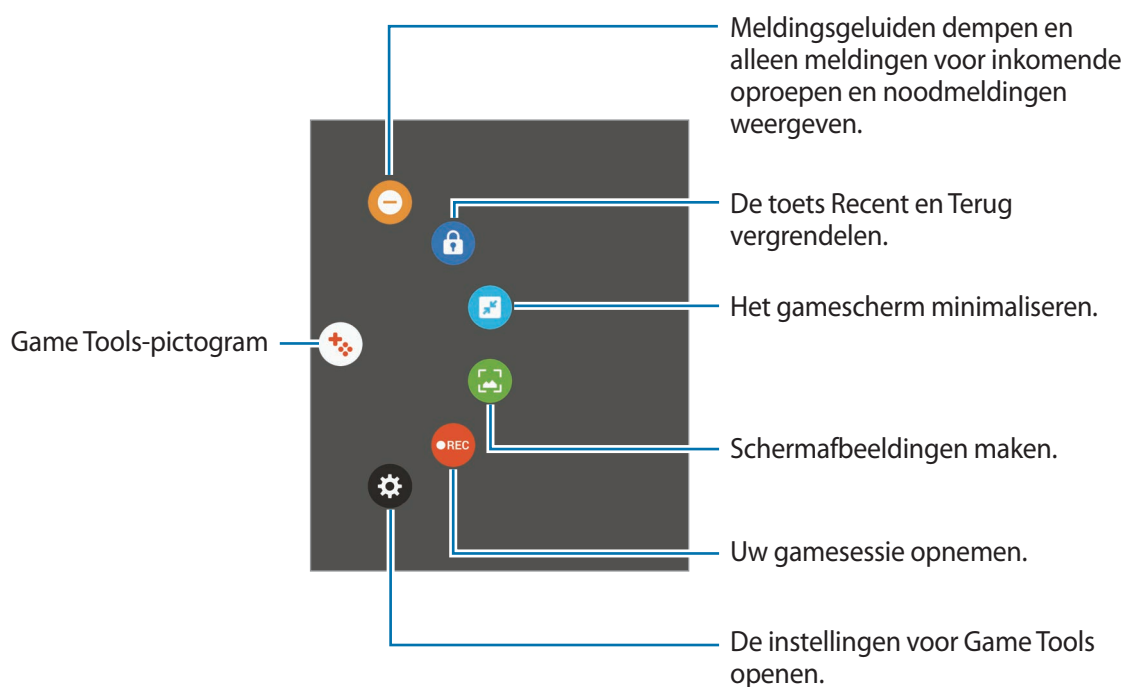 Meldingsgeluiden dempen en
alleen meldingen voor inkomende
oproepen en noodmeldingen
weergeven.
De toets Recent en Terug
vergrendelen.
Het gamescherm minimaliseren.
Game Tools-pictogram
Schermafbeeldingen maken.
REC
Uw gamesessie opnemen.
De instellingen voor Game Tools
openen.